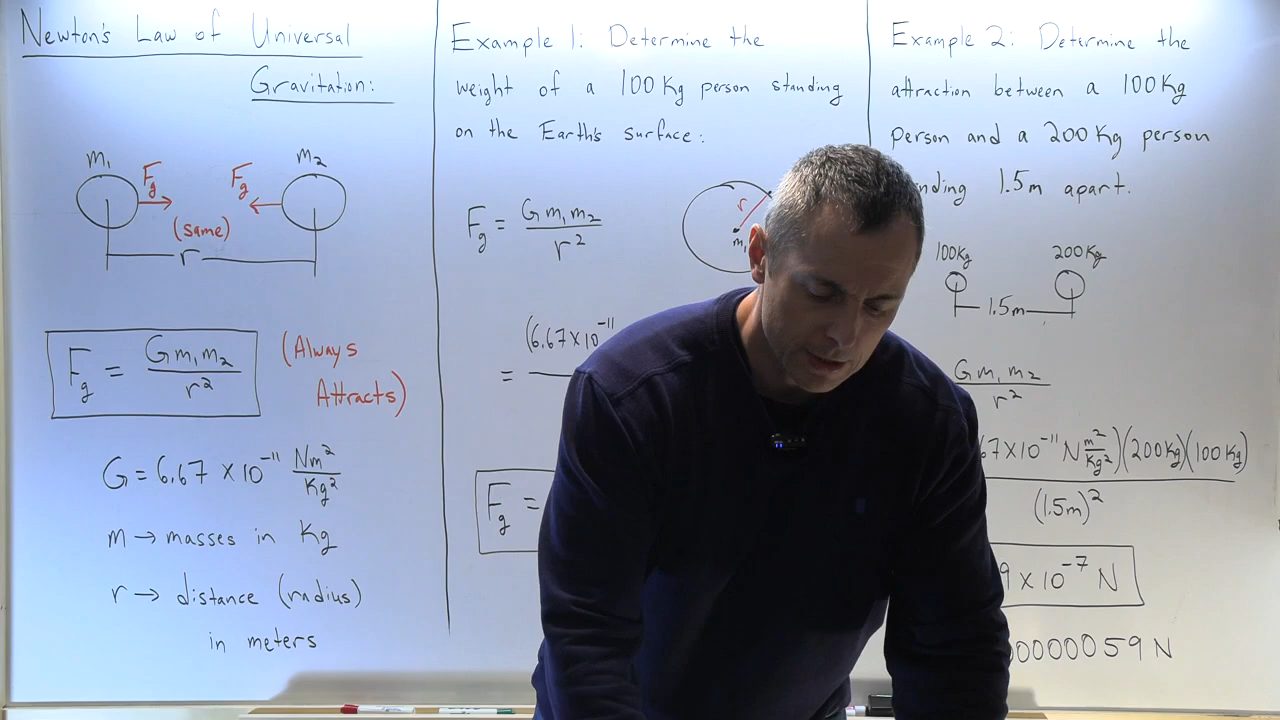 Newton's Law of Universal
Gravitation:
m₁ m₂
Fg Fg
(same)
r
Fg = Gm₁m₂ / r²
(Always
Attracts)
G = 6.67 × 10⁻¹¹ Nm² / Kg²
m → masses in Kg
r → distance (radius)
in meters
Example 1: Determine the
weight of a 100 Kg person standing
on the Earth's surface:
Fg = Gm₁m₂ / r²
r
m₁
= (6.67 × 10⁻¹¹
Fg =
Example 2: Determine the
attraction between a 100 Kg
person and a 200 Kg person
nding 1.5m apart.
100Kg 200Kg
1.5m
Gm₁m₂ / r²
67 × 10⁻¹¹ N m²/Kg²)(200Kg)(100Kg)
(1.5m)²
9 × 10⁻⁷ N
00000059 N